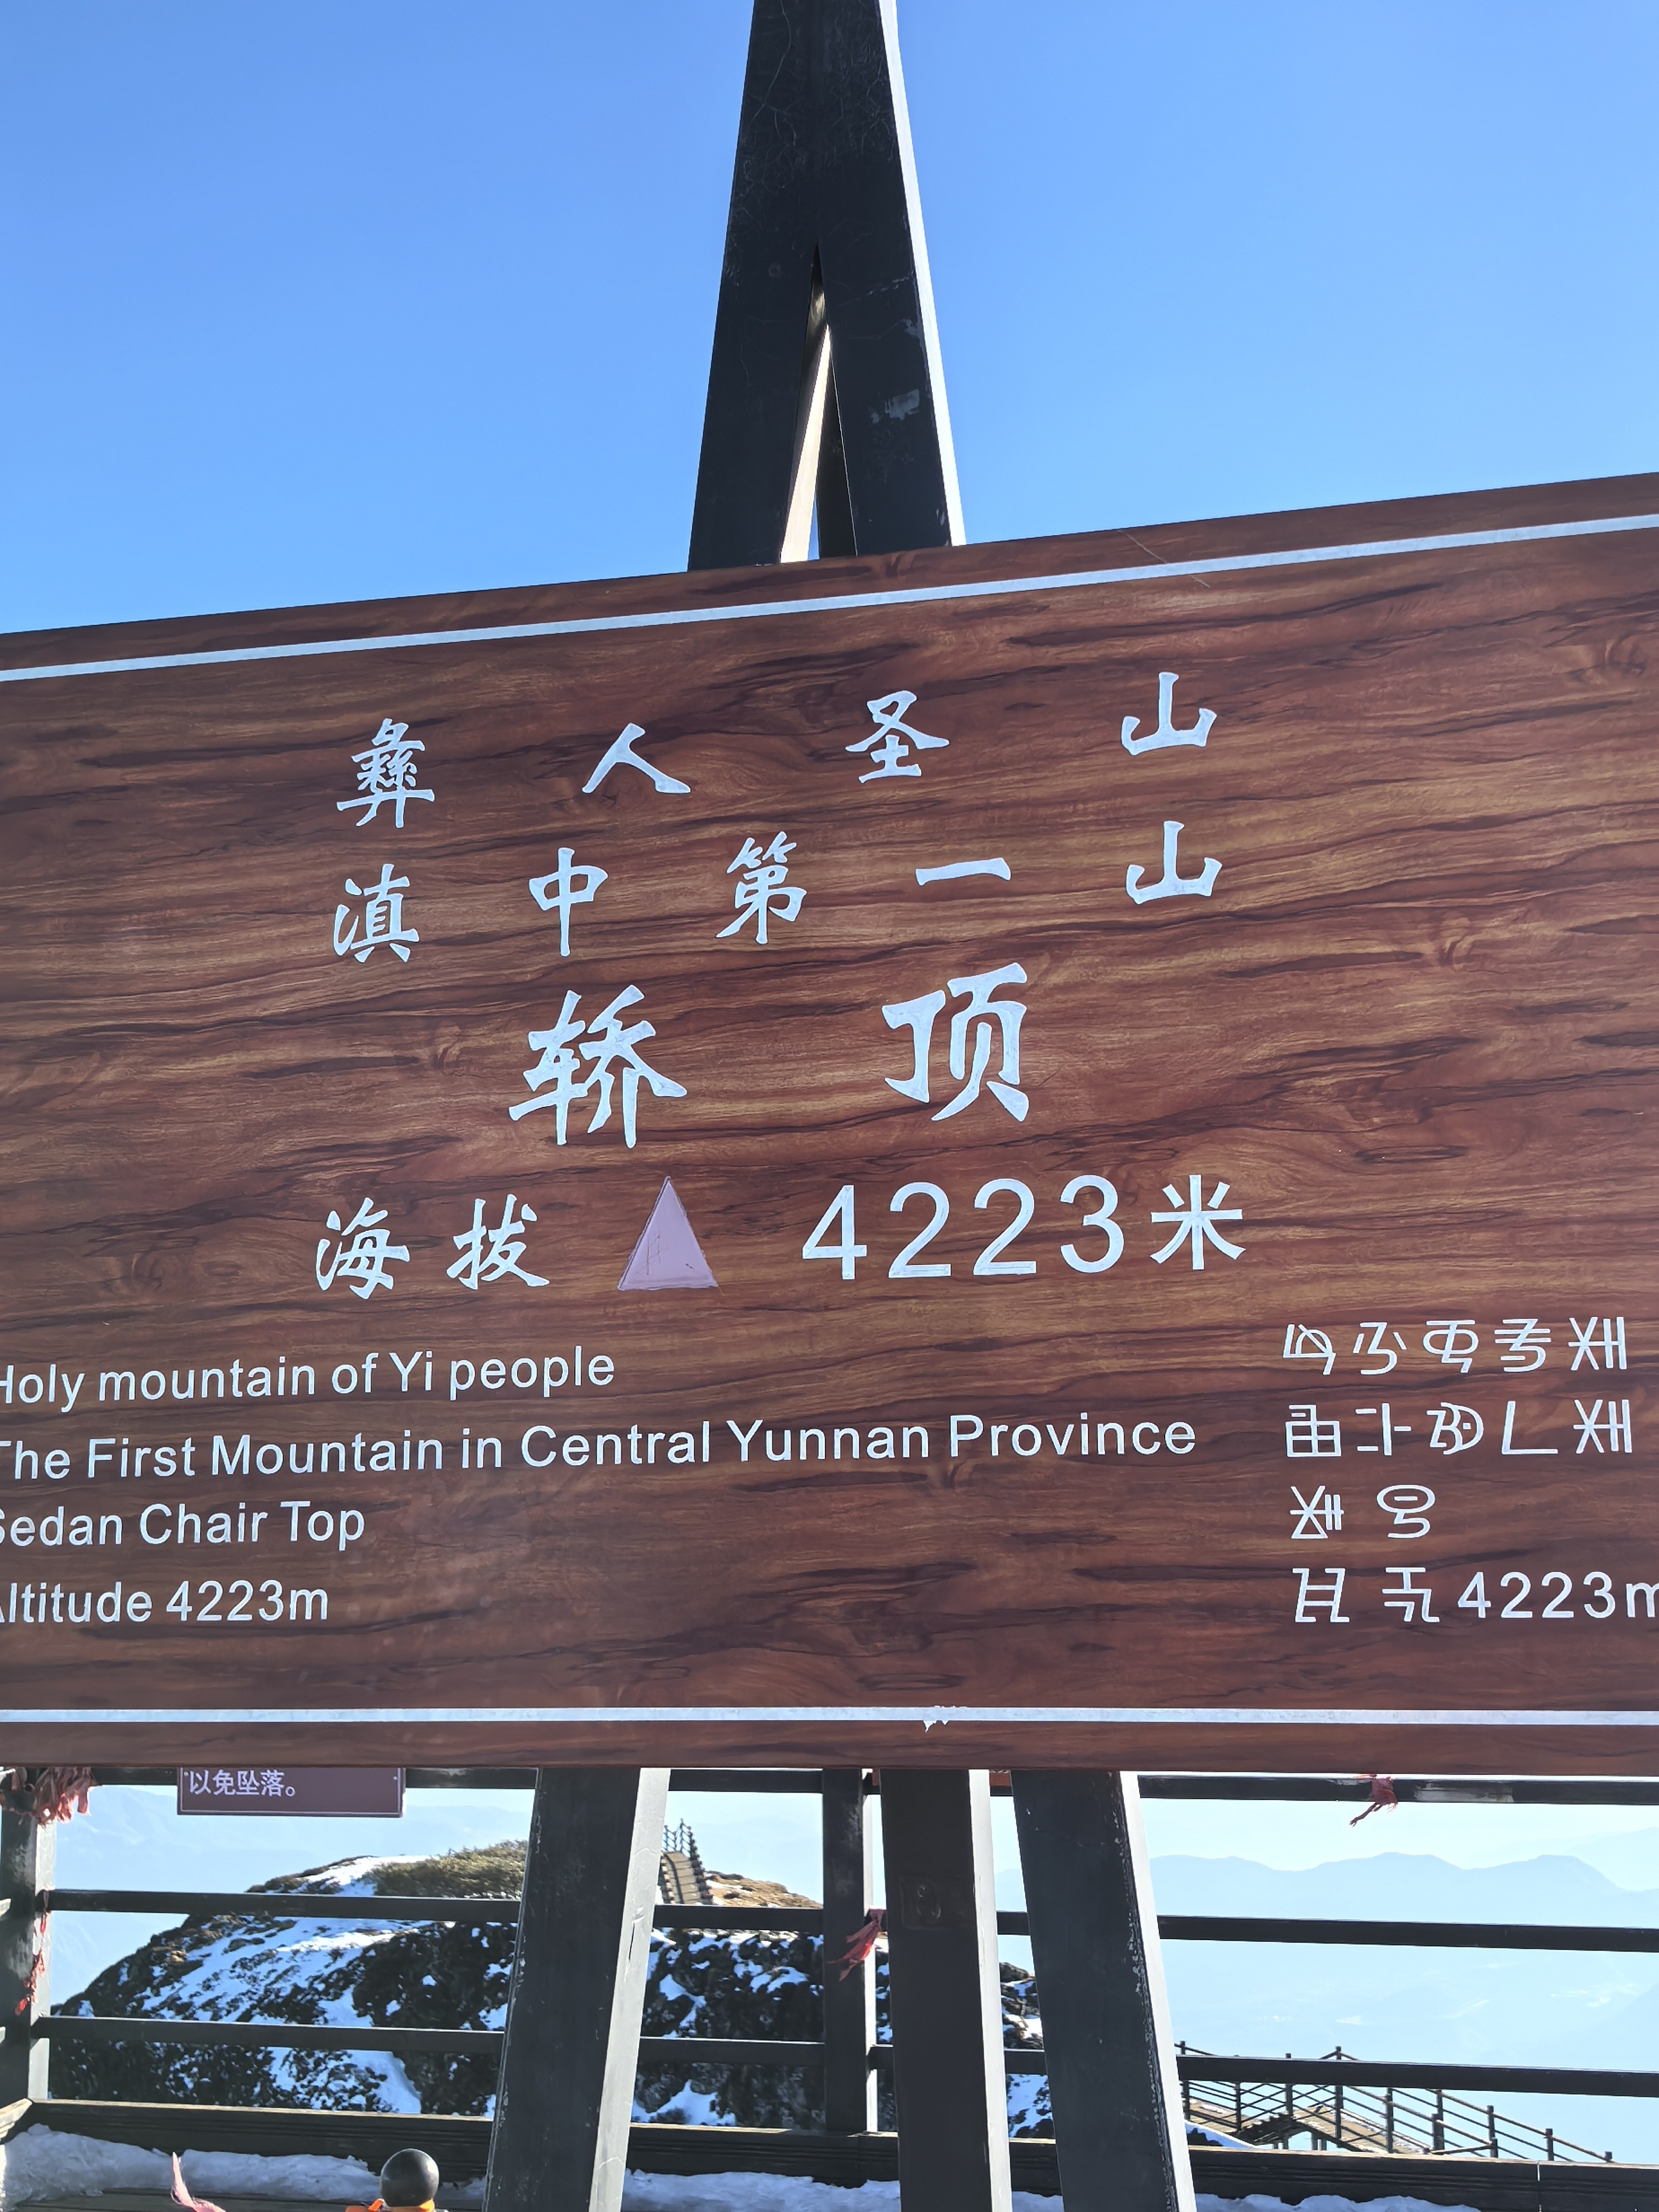 彝人圣山
滇中第一山
轿顶
海拔 4223米
Holy mountain of Yi people
The First Mountain in Central Yunnan Province
Sedan Chair Top
Altitude 4223m
4223m
以免坠落。